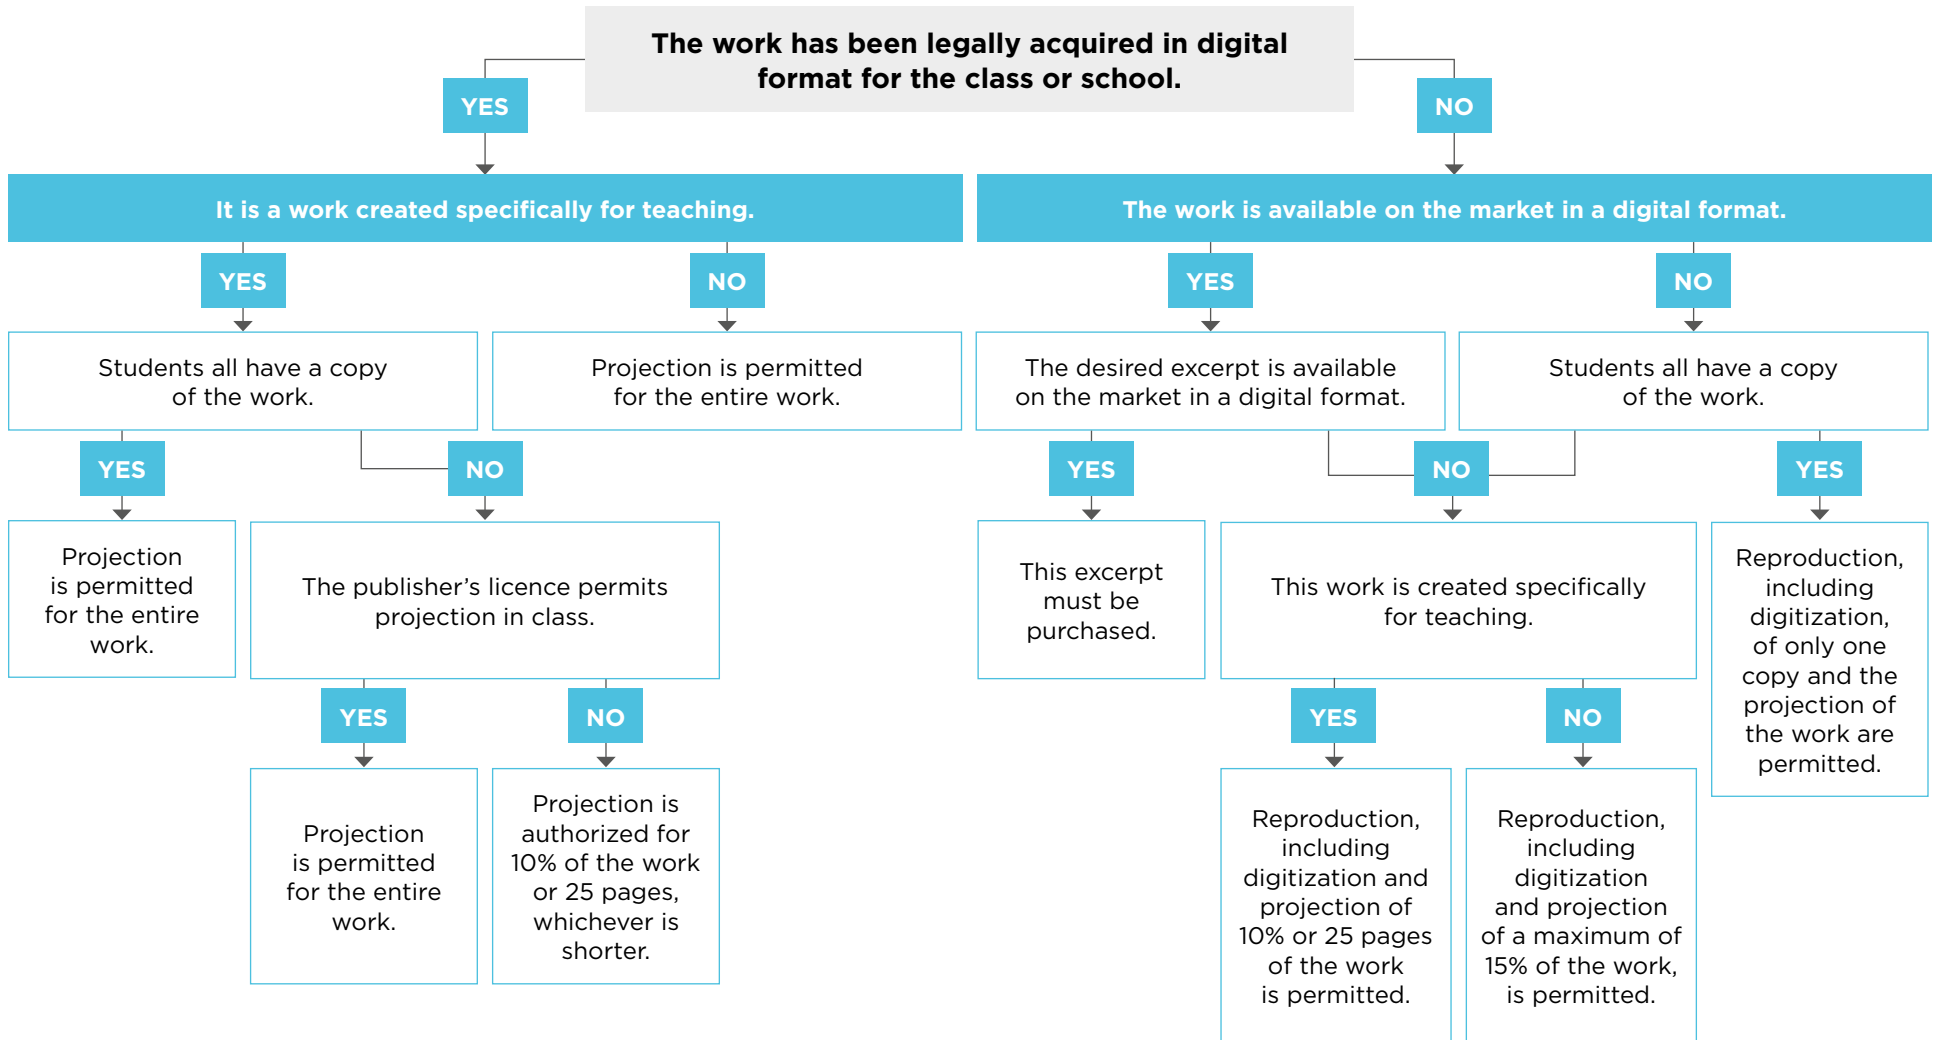 The work has been legally acquired in digital
format for the class or school.
YES
NO
It is a work created specifically for teaching.
The work is available on the market in a digital format.
YES
NO
YES
NO
Students all have a copy
of the work.
Projection is permitted
for the entire work.
The desired excerpt is available
on the market in a digital format.
Students all have a copy
of the work.
YES
NO
YES
NO
YES
Projection
is permitted
for the entire
work.
The publisher’s licence permits
projection in class.
This excerpt
must be
purchased.
This work is created specifically
for teaching.
Reproduction,
including
digitization,
of only one
copy and the
projection of
the work are
permitted.
YES
NO
YES
NO
Projection
is permitted
for the entire
work.
Projection is
authorized for
10% of the work
or 25 pages,
whichever is
shorter.
Reproduction,
including
digitization and
projection of
10% or 25 pages
of the work
is permitted.
Reproduction,
including
digitization
and projection
of a maximum of
15% of the work,
is permitted.